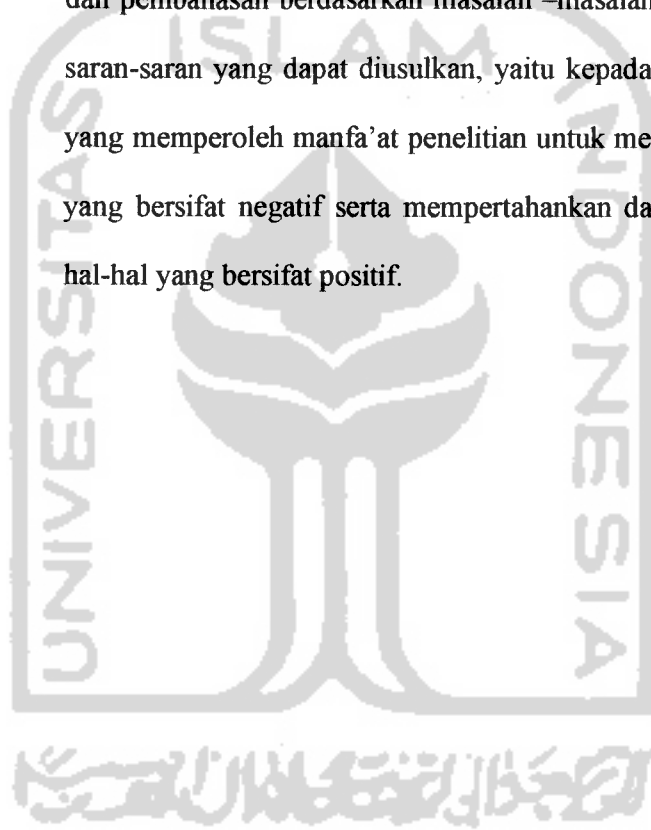 dan pembahasan berdasarkan masalah –masalah
saran-saran yang dapat diusulkan, yaitu kepada
yang memperoleh manfa'at penelitian untuk me
yang bersifat negatif serta mempertahankan da
hal-hal yang bersifat positif.
ISLAM
UNIVERSITAS
INDONESIA